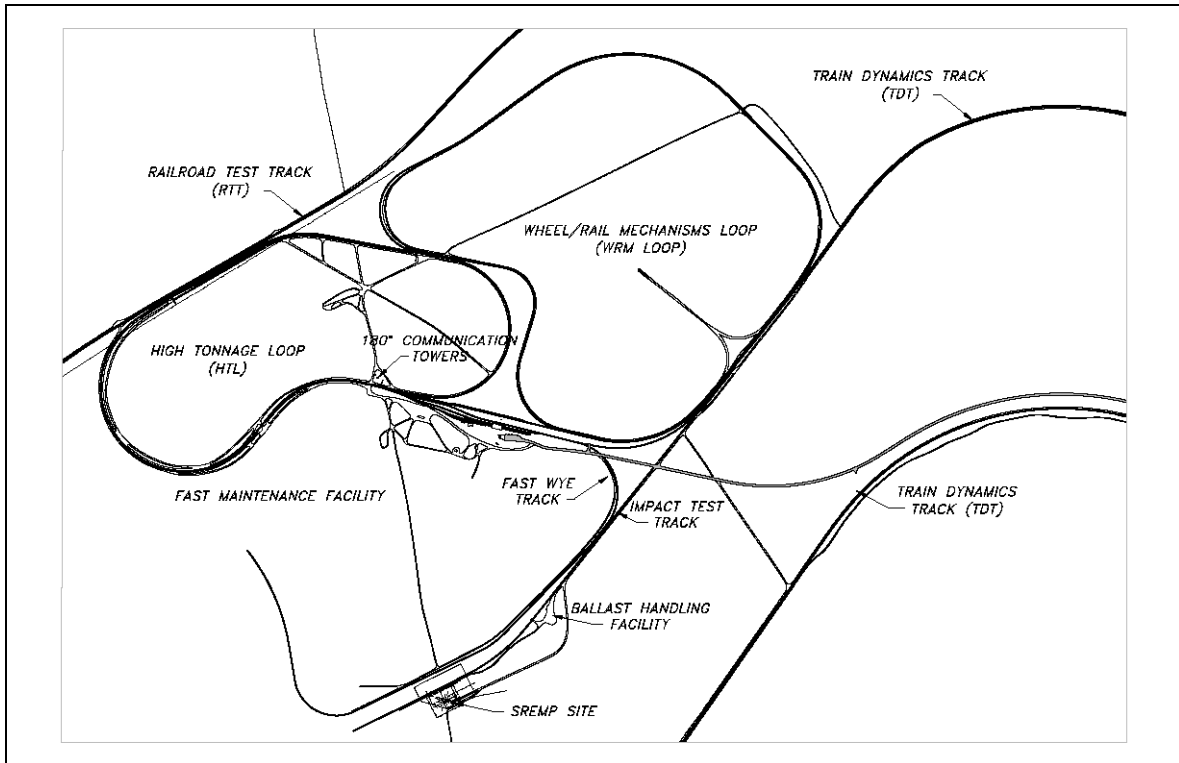 TRAIN DYNAMICS TRACK
(TDT)
RAILROAD TEST TRACK
(RTT)
WHEEL/RAIL MECHANISMS LOOP
(WRM LOOP)
180° COMMUNICATION
TOWERS
HIGH TONNAGE LOOP
(HTL)
FAST WYE
TRACK
TRAIN DYNAMICS
TRACK (TDT)
FAST MAINTENANCE FACILITY
IMPACT TEST
TRACK
BALLAST HANDLING
FACILITY
SREMP SITE